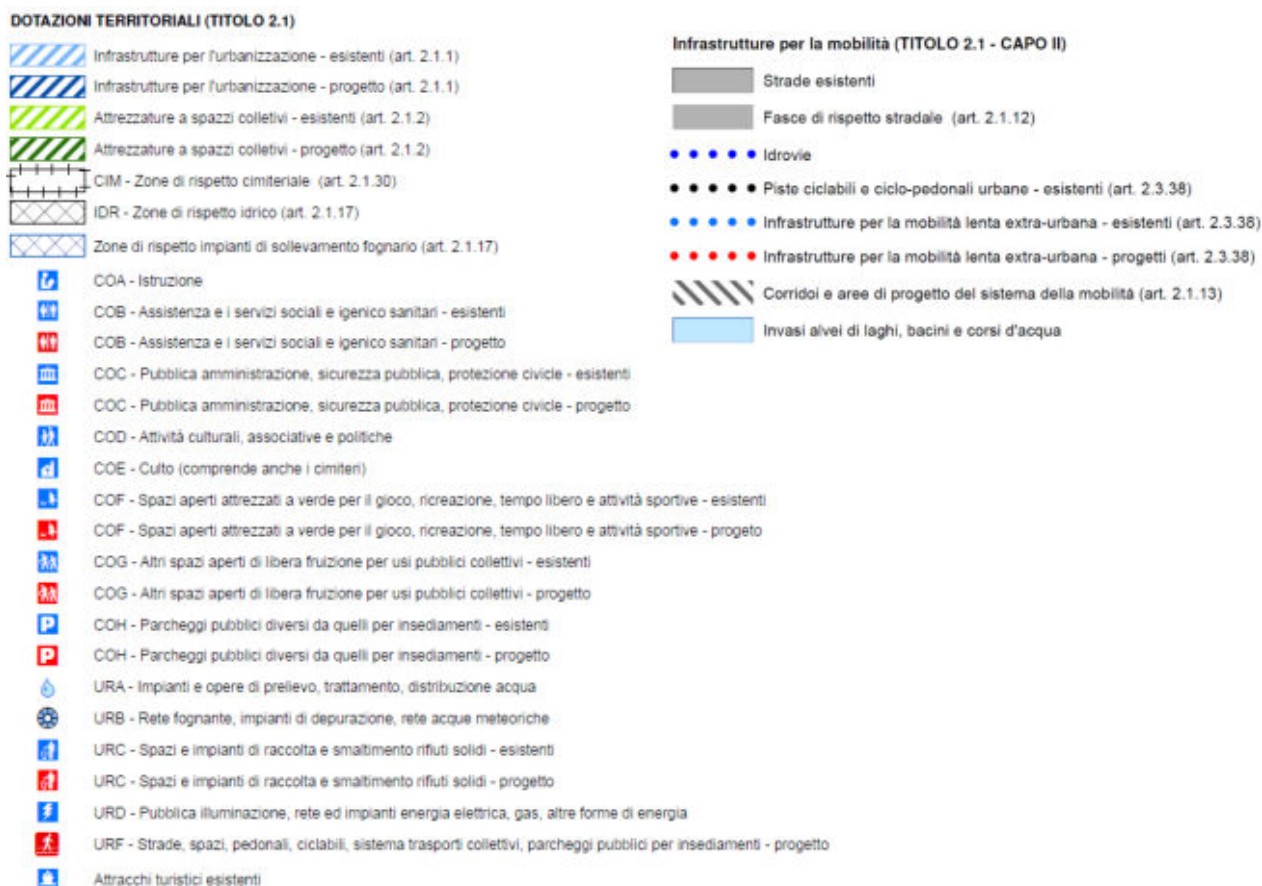 DOTAZIONI TERRITORIALI (TITOLO 2.1)
Infrastrutture per l'urbanizzazione - esistenti (art. 2.1.1)
Infrastrutture per l'urbanizzazione - progetto (art. 2.1.1)
Attrezzature a spazi colletivi - esistenti (art. 2.1.2)
Attrezzature a spazi colletivi - progetto (art. 2.1.2)
CIM - Zone di rispetto cimiteriale (art. 2.1.30)
IDR - Zone di rispetto idrico (art. 2.1.17)
Zone di rispetto impianti di sollevamento fognario (art. 2.1.17)
COA - Istruzione
COB - Assistenza e i servizi sociali e igenico sanitari - esistenti
COB - Assistenza e i servizi sociali e igenico sanitari - progetto
COC - Pubblica amministrazione, sicurezza pubblica, protezione civicle - esistenti
COC - Pubblica amministrazione, sicurezza pubblica, protezione civicle - progetto
COD - Attività culturali, associative e politiche
COE - Culto (comprende anche i cimiteri)
COF - Spazi aperti attrezzati a verde per il gioco, ricreazione, tempo libero e attività sportive - esistenti
COF - Spazi aperti attrezzati a verde per il gioco, ricreazione, tempo libero e attività sportive - progeto
COG - Altri spazi aperti di libera fruizione per usi pubblici collettivi - esistenti
COG - Altri spazi aperti di libera fruizione per usi pubblici collettivi - progetto
P COH - Parcheggi pubblici diversi da quelli per insediamenti - esistenti
P COH - Parcheggi pubblici diversi da quelli per insediamenti - progetto
URA - Impianti e opere di prelievo, trattamento, distribuzione acqua
URB - Rete fognante, impianti di depurazione, rete acque meteoriche
URC - Spazi e impianti di raccolta e smaltimento rifiuti solidi - esistenti
URC - Spazi e impianti di raccolta e smaltimento rifiuti solidi - progetto
URD - Pubblica illuminazione, rete ed impianti energia elettrica, gas, altre forme di energia
URF - Strade, spazi, pedonali, ciclabili, sistema trasporti collettivi, parcheggi pubblici per insediamenti - progetto
Attracchi turistici esistenti
Infrastrutture per la mobilità (TITOLO 2.1 - CAPO II)
Strade esistenti
Fasce di rispetto stradale (art. 2.1.12)
Idrovie
Piste ciclabili e ciclo-pedonali urbane - esistenti (art. 2.3.38)
Infrastrutture per la mobilità lenta extra-urbana - esistenti (art. 2.3.38)
Infrastrutture per la mobilità lenta extra-urbana - progetti (art. 2.3.38)
Corridoi e aree di progetto del sistema della mobilità (art. 2.1.13)
Invasi alvei di laghi, bacini e corsi d'acqua